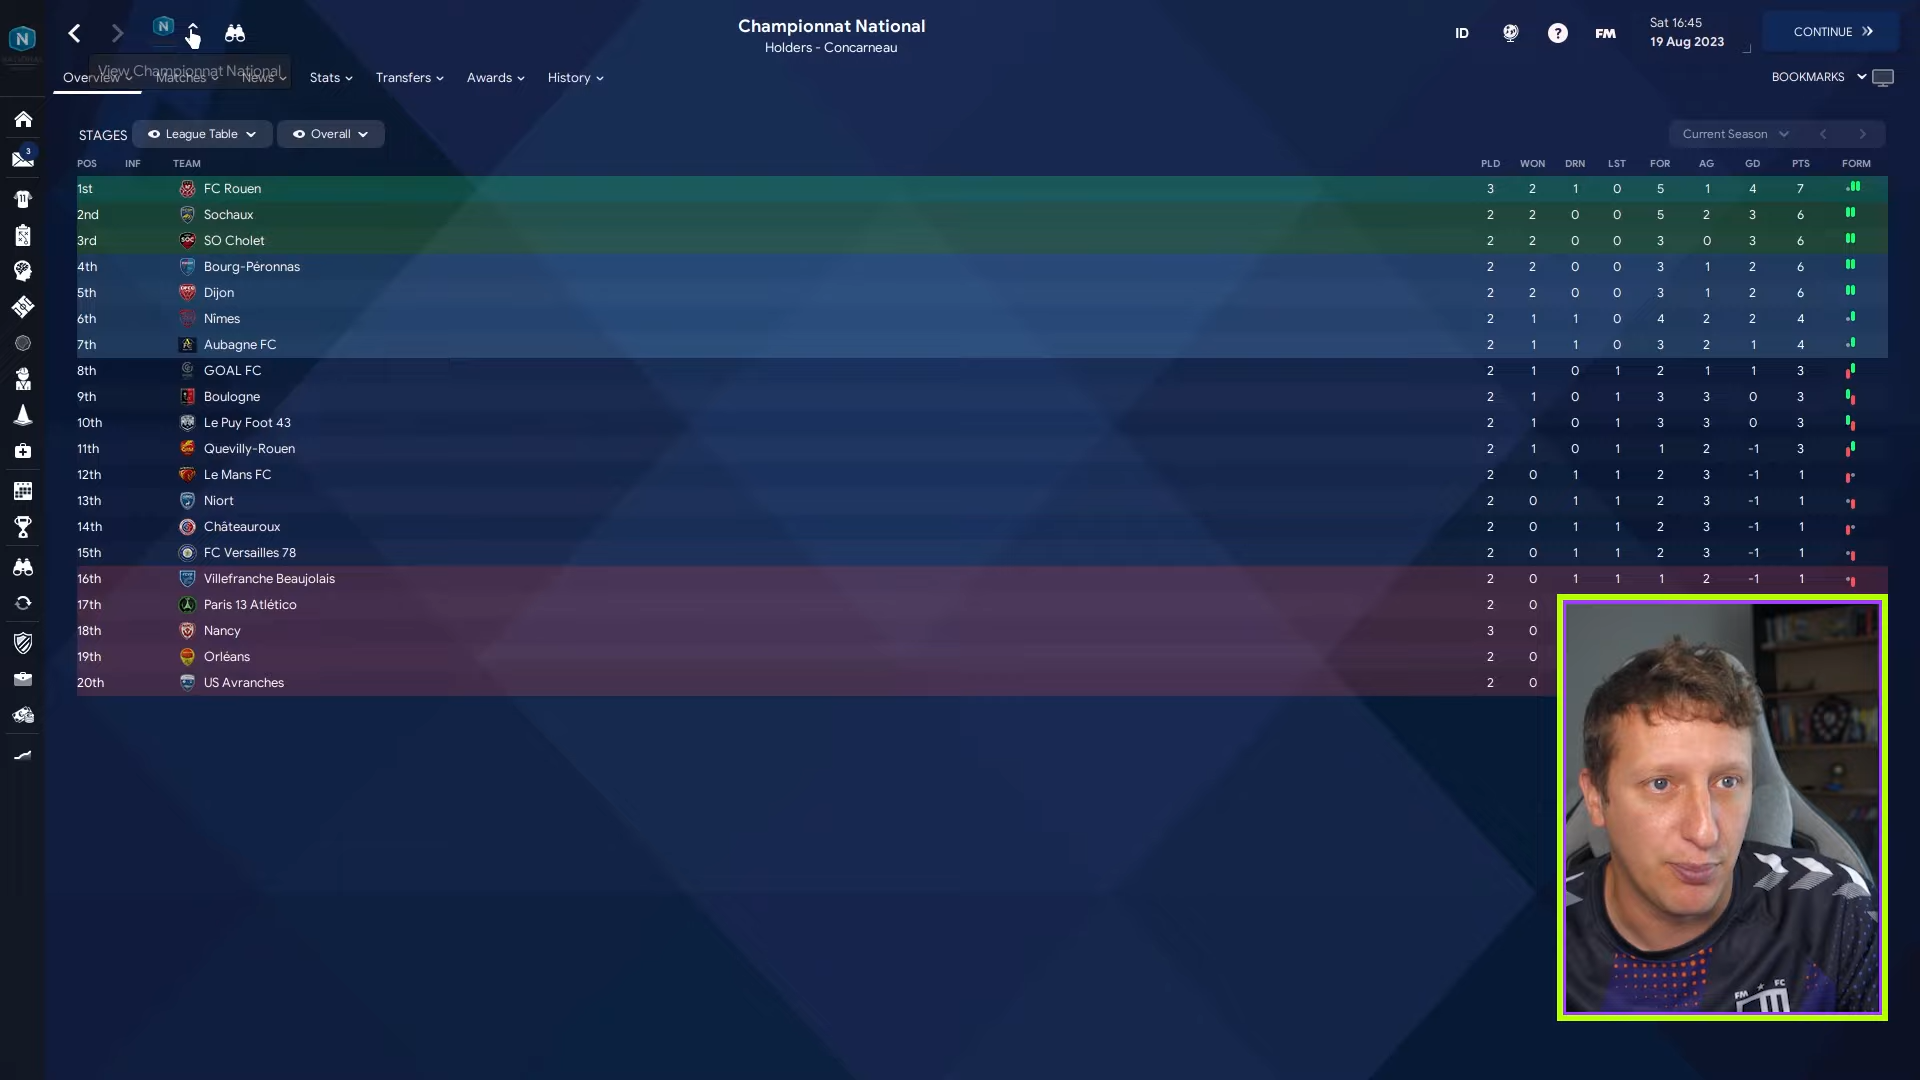 Championnat National
Holders - Concarneau
ID
FM
Sat 16:45
19 Aug 2023
CONTINUE
View Championnat National
Overview
Matches
News
Stats
Transfers
Awards
History
BOOKMARKS
3
STAGES
League Table
Overall
Current Season
POS INF TEAM PLD WON DRN LST FOR AG GD PTS FORM
1st FC Rouen 3 2 1 0 5 1 4 7
2nd Sochaux 2 2 0 0 5 2 3 6
3rd SO Cholet 2 2 0 0 3 0 3 6
4th Bourg-Péronnas 2 2 0 0 3 1 2 6
5th Dijon 2 2 0 0 3 1 2 6
6th Nîmes 2 1 1 0 4 2 2 4
7th Aubagne FC 2 1 1 0 3 2 1 4
8th GOAL FC 2 1 0 1 2 1 1 3
9th Boulogne 2 1 0 1 3 3 0 3
10th Le Puy Foot 43 2 1 0 1 3 3 0 3
11th Quevilly-Rouen 2 1 0 1 1 2 -1 3
12th Le Mans FC 2 0 1 1 2 3 -1 1
13th Niort 2 0 1 1 2 3 -1 1
14th Châteauroux 2 0 1 1 2 3 -1 1
15th FC Versailles 78 2 0 1 1 2 3 -1 1
16th Villefranche Beaujolais 2 0 1 1 1 2 -1 1
17th Paris 13 Atlético 2 0
18th Nancy 3 0
19th Orléans 2 0
20th US Avranches 2 0
FM FC